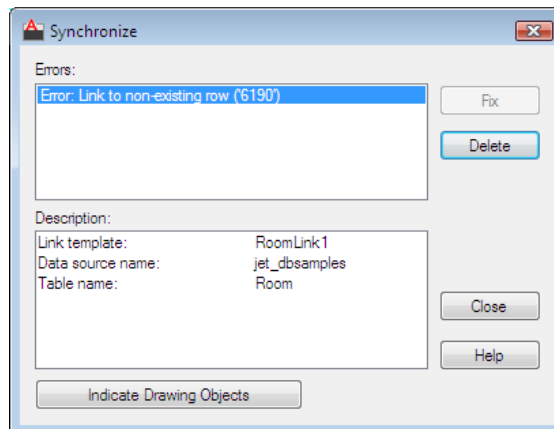 Synchronize
Errors:
Error: Link to non-existing row ('6190')
Fix
Delete
Description:
Link template: RoomLink1
Data source name: jet_dbsamples
Table name: Room
Close
Help
Indicate Drawing Objects